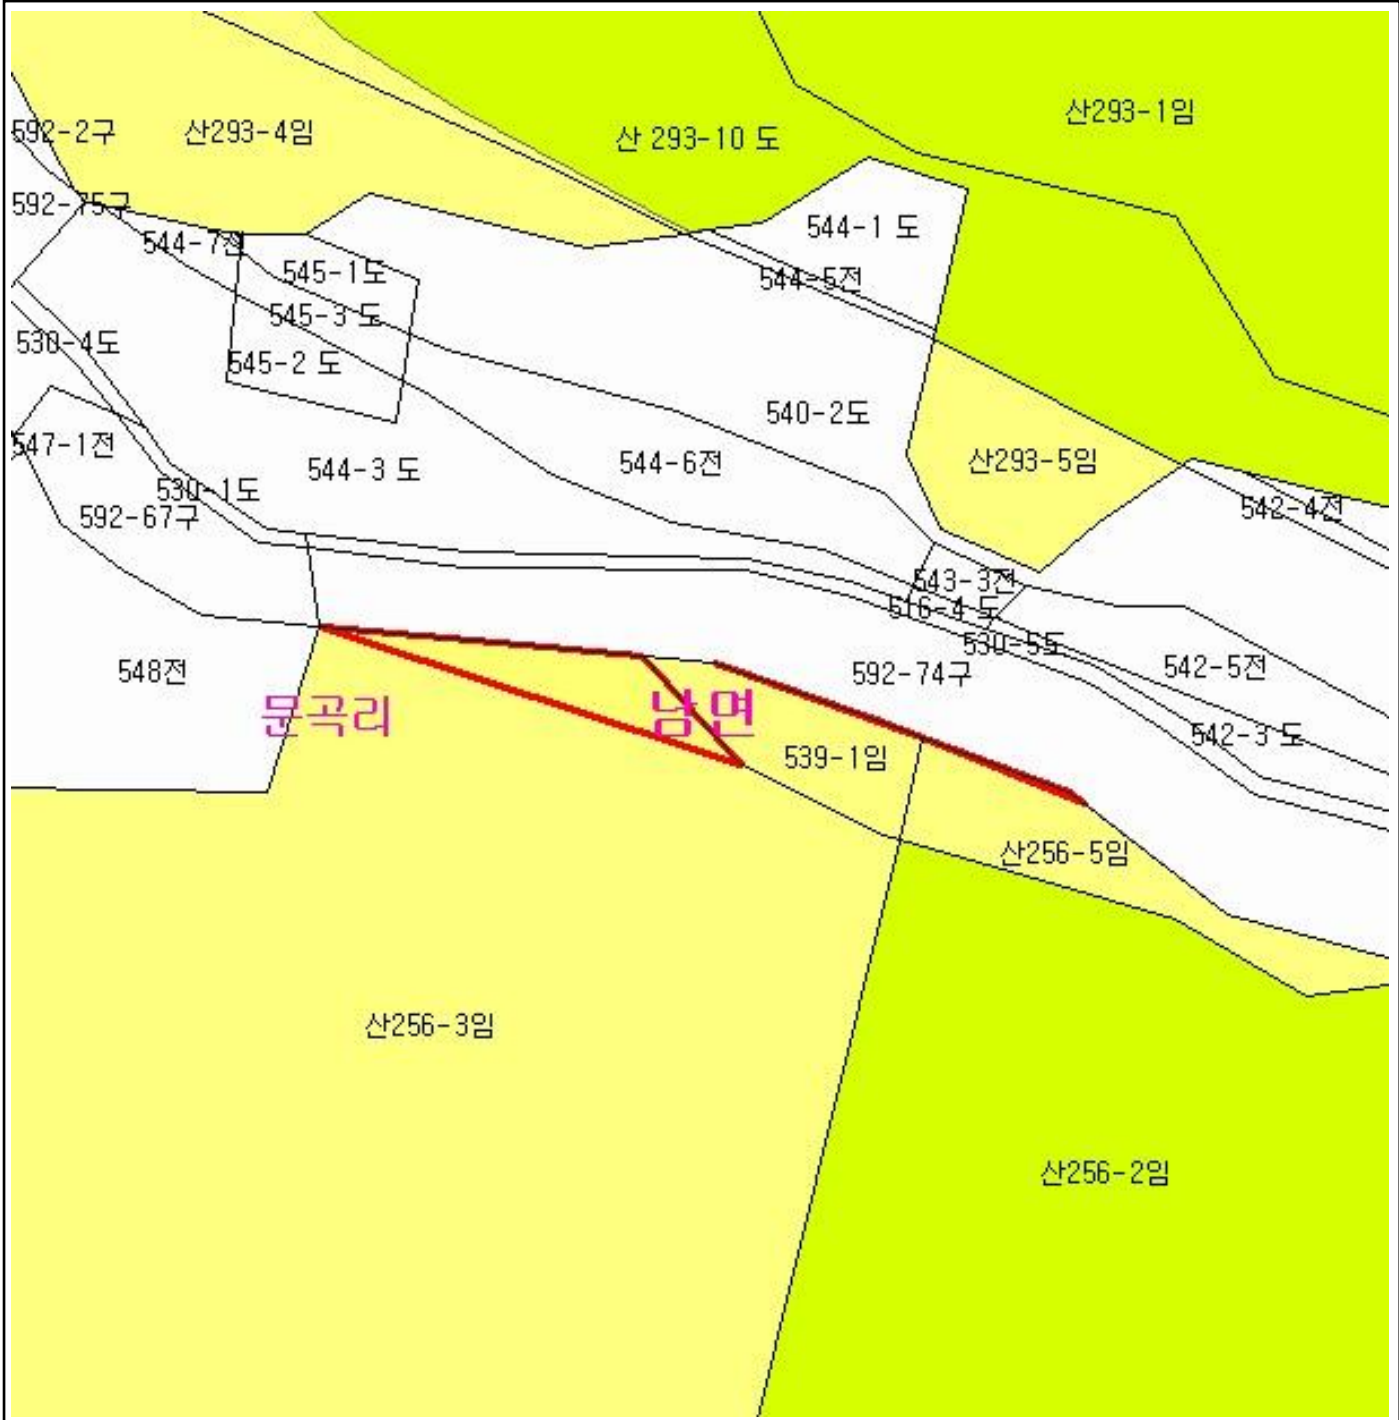 산293-1임
592-2구
산293-4임
산 293-10 도
592-75구
544-1 도
544-7전
545-1도
544-5전
545-3 도
530-4도
545-2 도
540-2도
547-1전
544-3 도
544-6전
산293-5임
530-1도
542-4전
592-67구
543-3전
516-4 도
530-5도
548전
592-74구
542-5전
문곡리
남면
542-3 도
539-1임
산256-5임
산256-3임
산256-2임